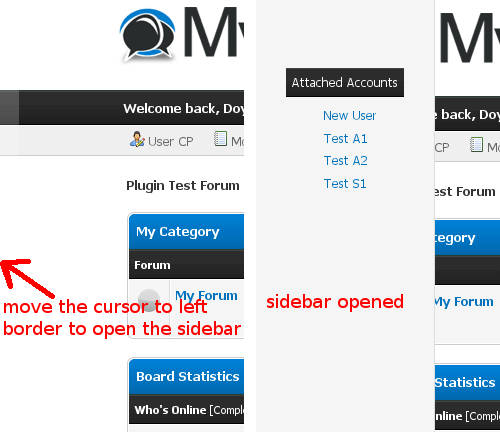 My
Welcome back, Doy
User CP
Mo
Plugin Test Forum
My Category
Forum
My Forum
move the cursor to left
border to open the sidebar
Board Statistics
Who's Online [Comple
Attached Accounts
New User
Test A1
Test A2
Test S1
sidebar opened
My
e back, Doy
CP
Mo
est Forum
tegory
My Forum
Statistics
nline [Comple